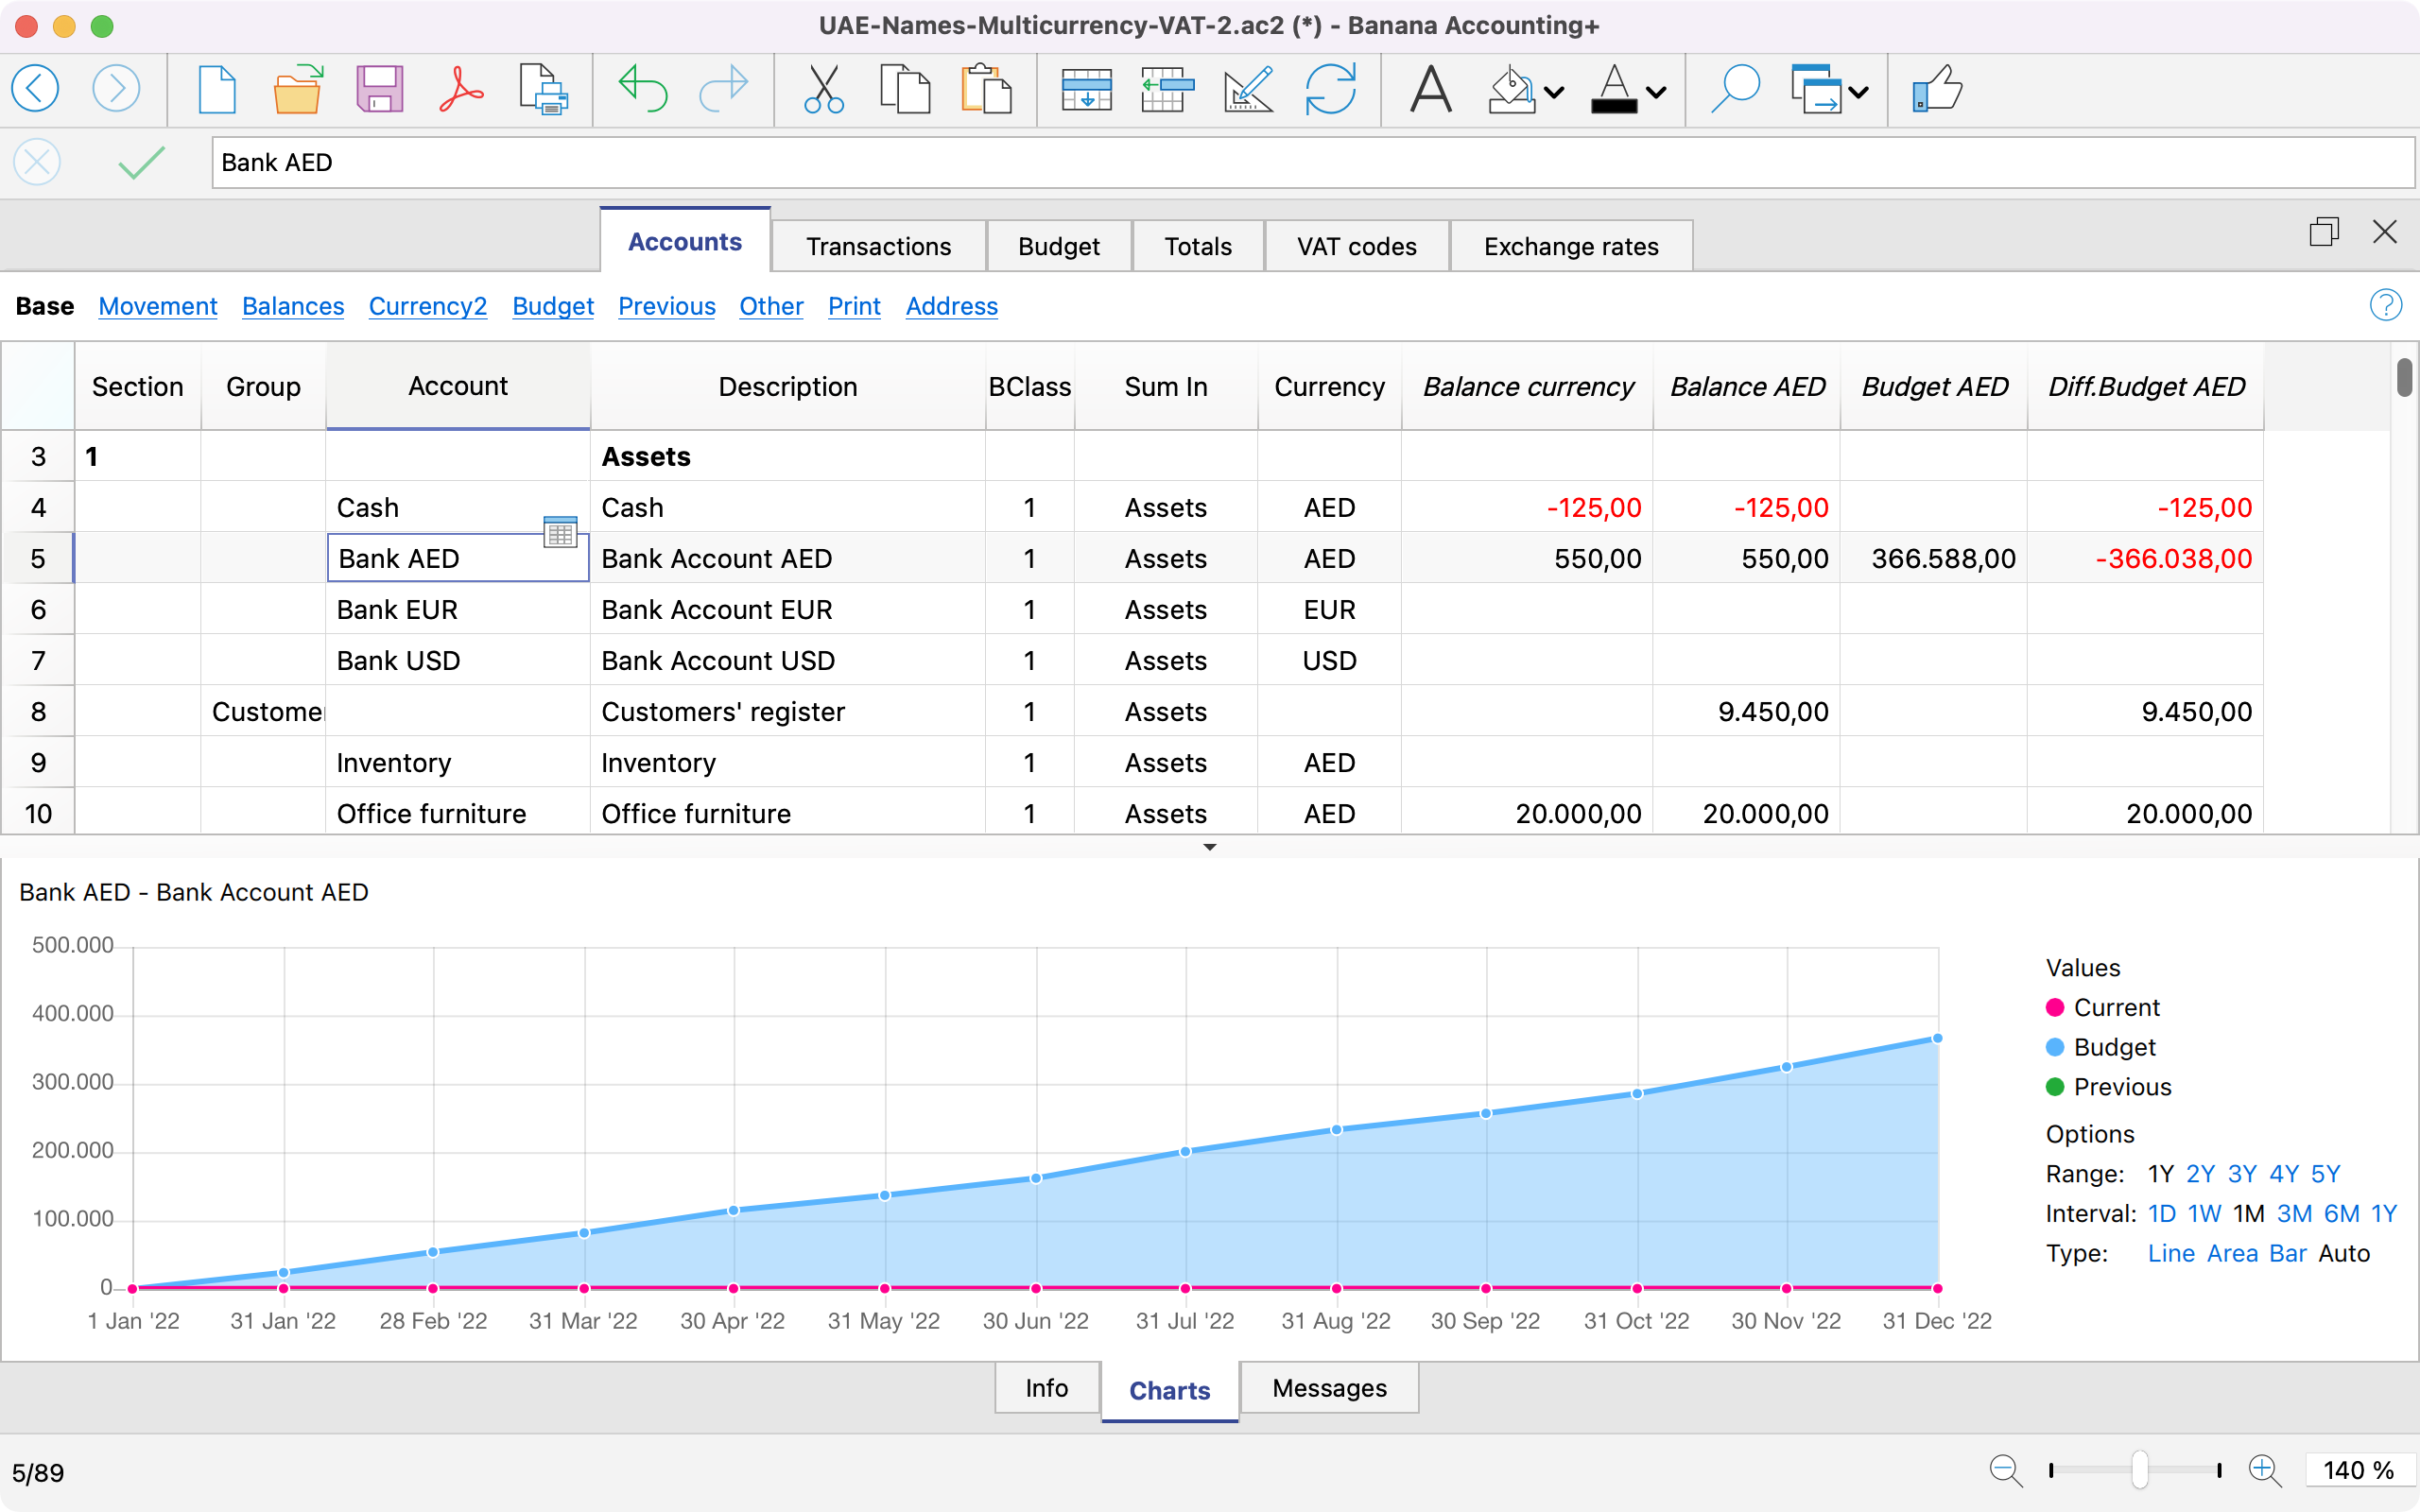 UAE-Names-Multicurrency-VAT-2.ac2 (*) - Banana Accounting+
Bank AED
Accounts Transactions Budget Totals VAT codes Exchange rates
Base Movement Balances Currency2 Budget Previous Other Print Address
Section Group Account Description BClass Sum In Currency Balance currency Balance AED Budget AED Diff.Budget AED
3 1 Assets
4 Cash Cash 1 Assets AED -125,00 -125,00 -125,00
5 Bank AED Bank Account AED 1 Assets AED 550,00 550,00 366.588,00 -366.038,00
6 Bank EUR Bank Account EUR 1 Assets EUR
7 Bank USD Bank Account USD 1 Assets USD
8 Custome Customers' register 1 Assets 9.450,00 9.450,00
9 Inventory Inventory 1 Assets AED
10 Office furniture Office furniture 1 Assets AED 20.000,00 20.000,00 20.000,00
Bank AED - Bank Account AED
500.000
400.000
300.000
200.000
100.000
0
1 Jan '22 31 Jan '22 28 Feb '22 31 Mar '22 30 Apr '22 31 May '22 30 Jun '22 31 Jul '22 31 Aug '22 30 Sep '22 31 Oct '22 30 Nov '22 31 Dec '22
Values
Current
Budget
Previous
Options
Range: 1Y 2Y 3Y 4Y 5Y
Interval: 1D 1W 1M 3M 6M 1Y
Type: Line Area Bar Auto
Info Charts Messages
5/89
140 %